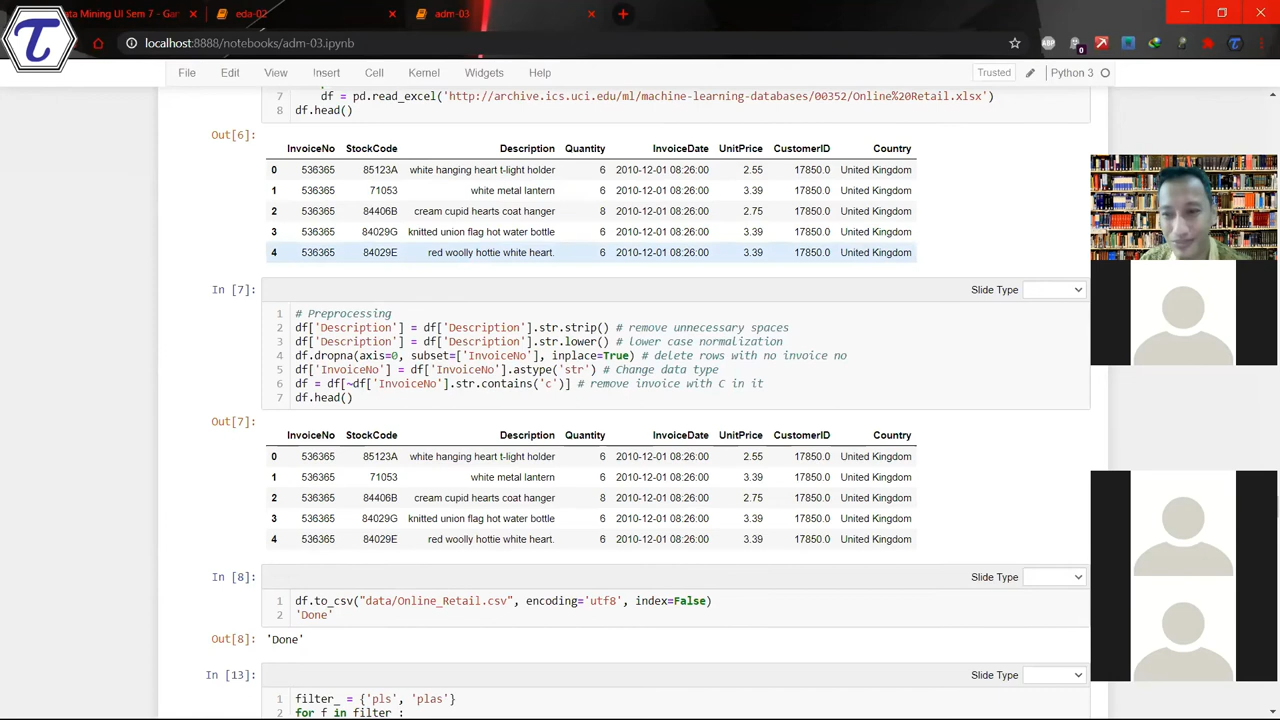 ata Mining UI Sem 7 - Gan
eda-02
adm-03
localhost:8888/notebooks/adm-03.ipynb
ABP
0
File Edit View Insert Cell Kernel Widgets Help
Trusted
Python 3
7 df = pd.read_excel('http://archive.ics.uci.edu/ml/machine-learning-databases/00352/Online%20Retail.xlsx')
8 df.head()
Out[6]:
InvoiceNo StockCode Description Quantity InvoiceDate UnitPrice CustomerID Country
0 536365 85123A white hanging heart t-light holder 6 2010-12-01 08:26:00 2.55 17850.0 United Kingdom
1 536365 71053 white metal lantern 6 2010-12-01 08:26:00 3.39 17850.0 United Kingdom
2 536365 84406B cream cupid hearts coat hanger 8 2010-12-01 08:26:00 2.75 17850.0 United Kingdom
3 536365 84029G knitted union flag hot water bottle 6 2010-12-01 08:26:00 3.39 17850.0 United Kingdom
4 536365 84029E red woolly hottie white heart. 6 2010-12-01 08:26:00 3.39 17850.0 United Kingdom
In [7]:
Slide Type
1 # Preprocessing
2 df['Description'] = df['Description'].str.strip() # remove unnecessary spaces
3 df['Description'] = df['Description'].str.lower() # lower case normalization
4 df.dropna(axis=0, subset=['InvoiceNo'], inplace=True) # delete rows with no invoice no
5 df['InvoiceNo'] = df['InvoiceNo'].astype('str') # Change data type
6 df = df[~df['InvoiceNo'].str.contains('c')] # remove invoice with C in it
7 df.head()
Out[7]:
InvoiceNo StockCode Description Quantity InvoiceDate UnitPrice CustomerID Country
0 536365 85123A white hanging heart t-light holder 6 2010-12-01 08:26:00 2.55 17850.0 United Kingdom
1 536365 71053 white metal lantern 6 2010-12-01 08:26:00 3.39 17850.0 United Kingdom
2 536365 84406B cream cupid hearts coat hanger 8 2010-12-01 08:26:00 2.75 17850.0 United Kingdom
3 536365 84029G knitted union flag hot water bottle 6 2010-12-01 08:26:00 3.39 17850.0 United Kingdom
4 536365 84029E red woolly hottie white heart. 6 2010-12-01 08:26:00 3.39 17850.0 United Kingdom
In [8]:
Slide Type
1 df.to_csv("data/Online_Retail.csv", encoding='utf8', index=False)
2 'Done'
Out[8]: 'Done'
In [13]:
Slide Type
1 filter_ = {'pls', 'plas'}
2 for f in filter_: